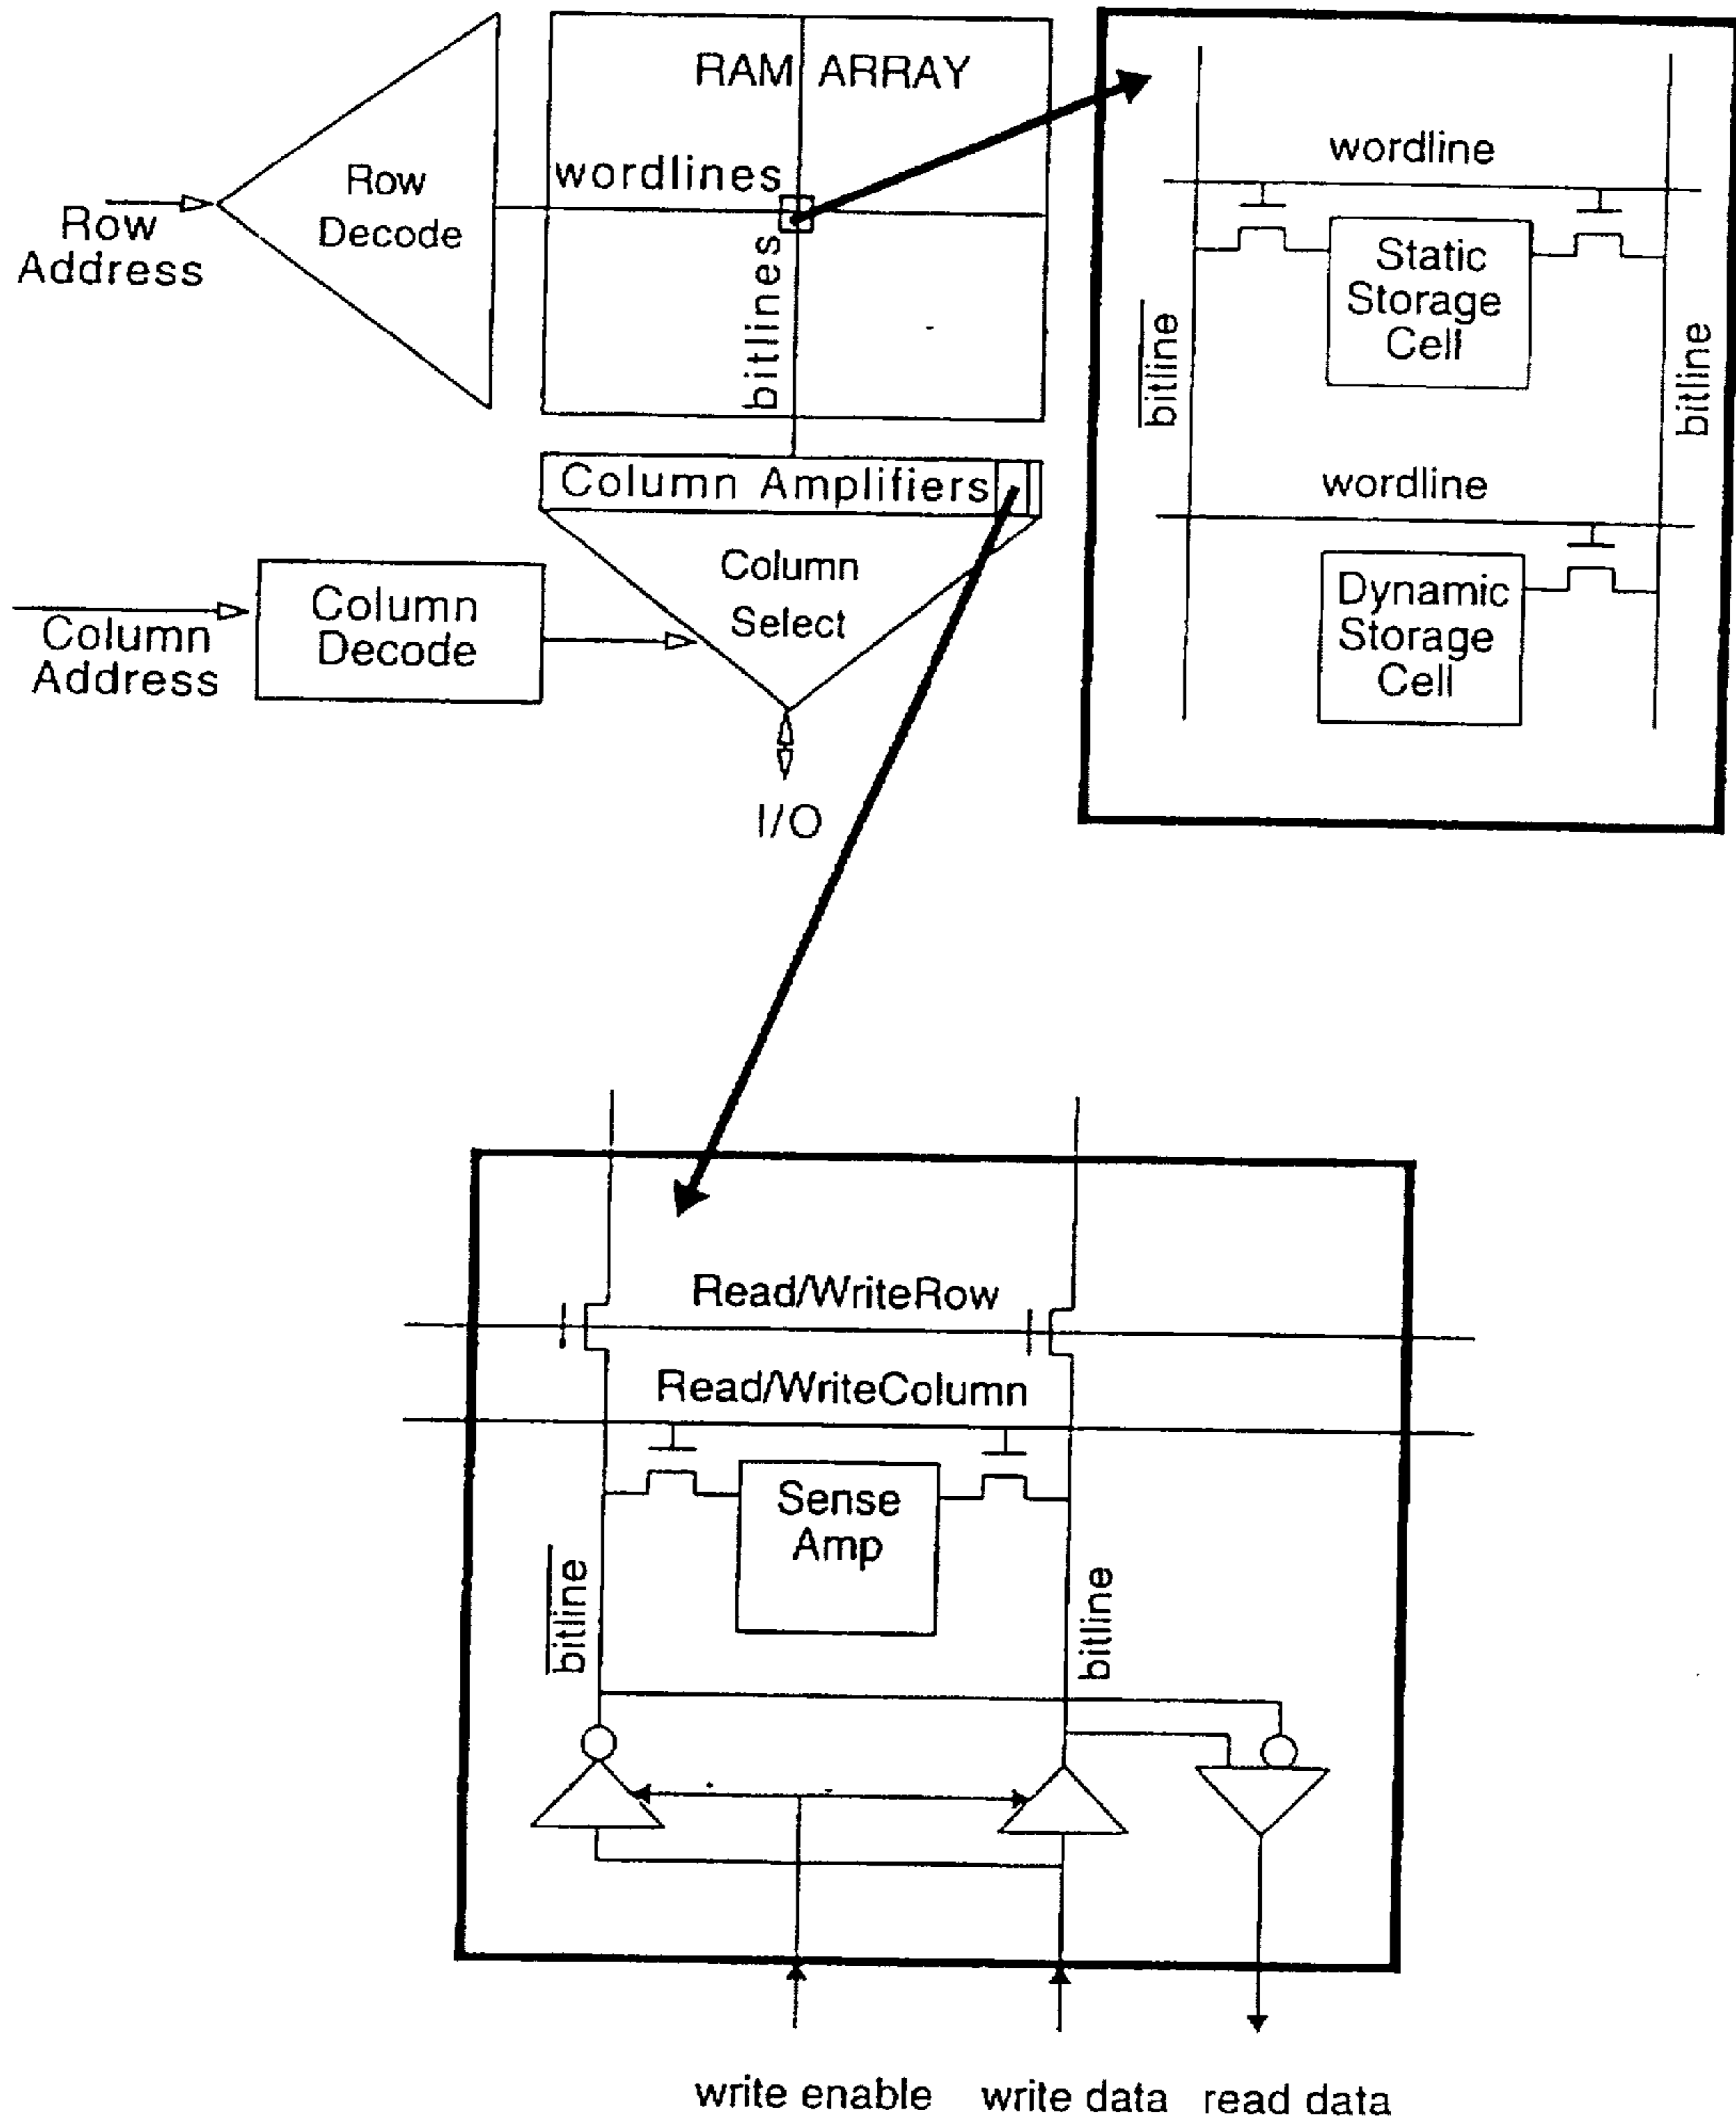 RAM ARRAY
Row
Decode
wordlines
Row
Address
bitlines
Column Amplifiers
Column
Select
Column
Decode
Column
Address
I/O
wordline
Static
Storage
Cell
bitline
bitline
wordline
Dynamic
Storage
Cell
Read/WriteRow
Read/WriteColumn
Sense
Amp
bitline
bitline
write enable
write data
read data